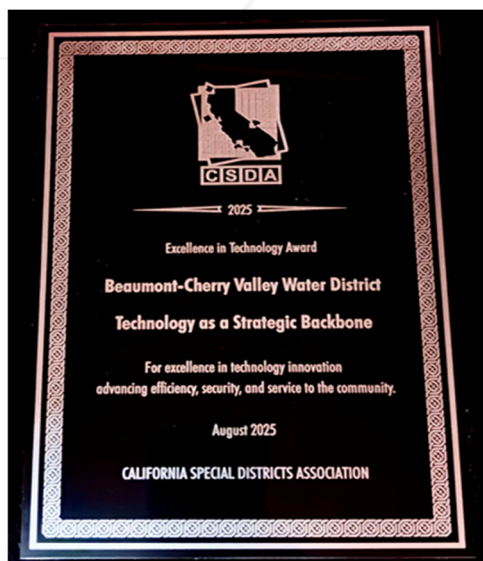 CSDA
2025
Excellence in Technology Award
Beaumont-Cherry Valley Water District
Technology as a Strategic Backbone
For excellence in technology innovation
advancing efficiency, security, and service to the community.
August 2025
CALIFORNIA SPECIAL DISTRICTS ASSOCIATION